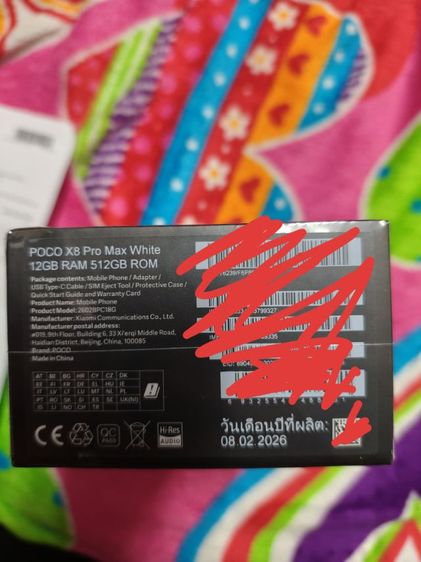 POCO X8 Pro Max White
12GB RAM 512GB ROM
Package contents: Mobile Phone / Adapter /
USB Type-C Cable / SIM Eject Tool / Protective Case /
Quick Start Guide and Warranty Card
Product Name: Mobile Phone
Product Model: 2602BPC18G
Manufacturer: Xiaomi Communications Co., Ltd.
Manufacturer postal address:
#019, 9th Floor, Building 6, 33 Xi'erqi Middle Road,
Haidian District, Beijing, China, 100085
Brand: POCO
Made in China
AT BE BG HR CY CZ DK
EE FI FR DE EL HU IE
IT LV LT LU MT NL PL
PT RO SK SI ES SE UK(NI)
IS LI NO CH TR
QC
PASS
Hi-Res
AUDIO
วันเดือนปีที่ผลิต:
08.02.2026